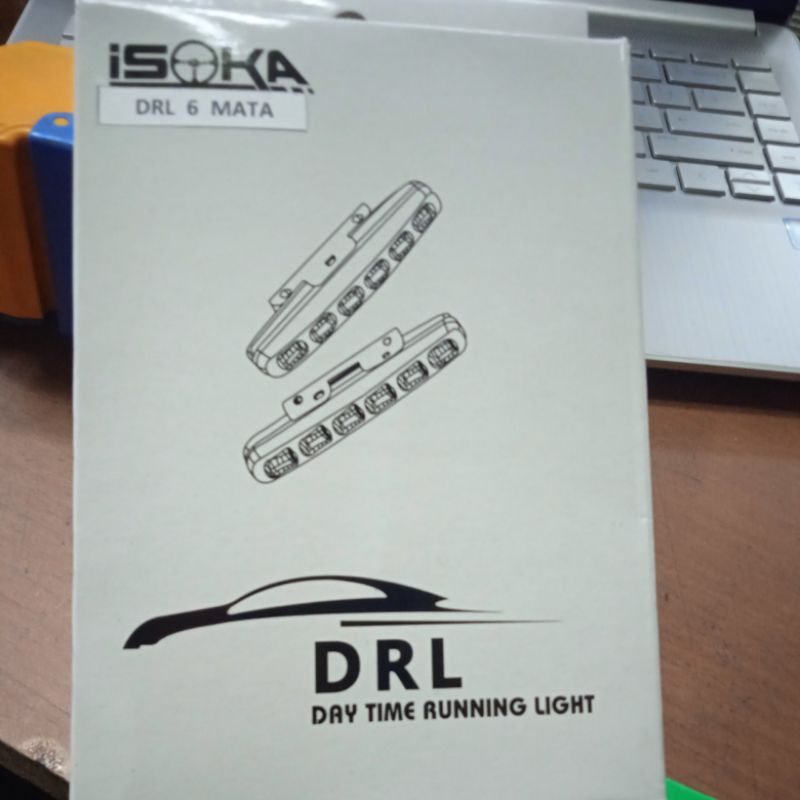 iSOKA
DRL 6 MATA
DRL
DAY TIME RUNNING LIGHT